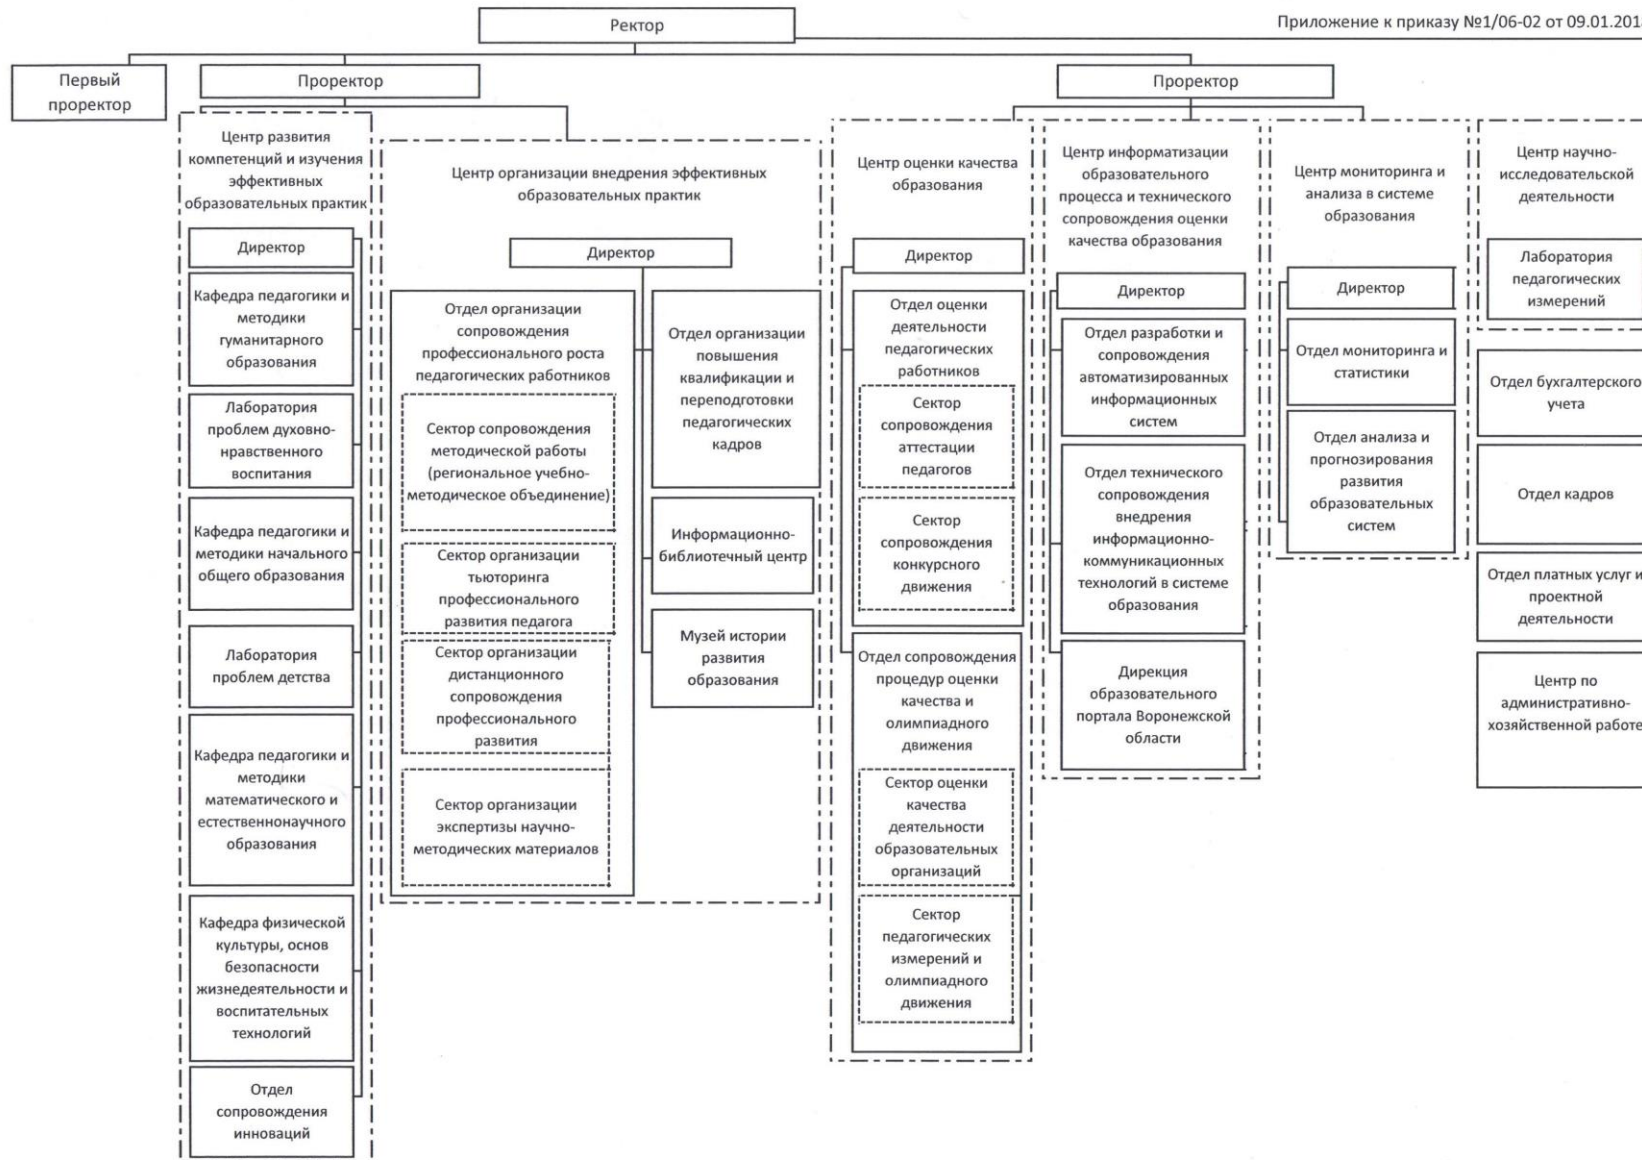 Приложение к приказу №1/06-02 от 09.01.2018
Ректор
Первый
проректор
Проректор
Проректор
Центр развития
компетенций и изучения
эффективных
образовательных практик
Директор
Кафедра педагогики и
методики
гуманитарного
образования
Лаборатория
проблем духовно-
нравственного
воспитания
Кафедра педагогики и
методики начального
общего образования
Лаборатория
проблем детства
Кафедра педагогики и
методики
математического и
естественнонаучного
образования
Кафедра физической
культуры, основ
безопасности
жизнедеятельности и
воспитательных
технологий
Отдел
сопровождения
инноваций
Центр организации внедрения эффективных
образовательных практик
Директор
Отдел организации
сопровождения
профессионального роста
педагогических работников
Сектор сопровождения
методической работы
(региональное учебно-
методическое объединение)
Сектор организации
тьюторинга
профессионального
развития педагога
Сектор организации
дистанционного
сопровождения
профессионального
развития
Сектор организации
экспертизы научно-
методических материалов
Отдел организации
повышения
квалификации и
переподготовки
педагогических
кадров
Информационно-
библиотечный центр
Музей истории
развития
образования
Центр оценки качества
образования
Директор
Отдел оценки
деятельности
педагогических
работников
Сектор
сопровождения
аттестации
педагогов
Сектор
сопровождения
конкурсного
движения
Отдел сопровождения
процедур оценки
качества и
олимпиадного
движения
Сектор оценки
качества
деятельности
образовательных
организаций
Сектор
педагогических
измерений и
олимпиадного
движения
Центр информатизации
образовательного
процесса и технического
сопровождения оценки
качества образования
Директор
Отдел разработки и
сопровождения
автоматизированных
информационных
систем
Отдел технического
сопровождения
внедрения
информационно-
коммуникационных
технологий в системе
образования
Дирекция
образовательного
портала Воронежской
области
Центр мониторинга и
анализа в системе
образования
Директор
Отдел мониторинга и
статистики
Отдел анализа и
прогнозирования
развития
образовательных
систем
Центр научно-
исследовательской
деятельности
Лаборатория
педагогических
измерений
Отдел бухгалтерского
учета
Отдел кадров
Отдел платных услуг и
проектной
деятельности
Центр по
административно-
хозяйственной работе